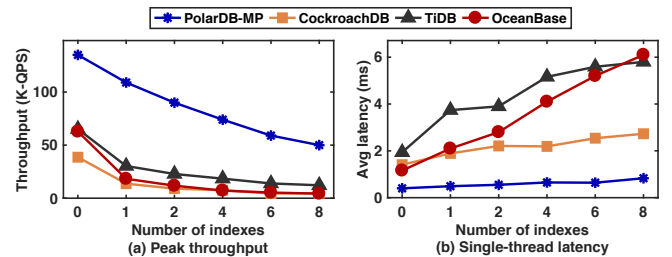 PolarDB-MP CockroachDB TiDB OceanBase
Throughput (K-QPS)
100
50
0
0 1 2 4 6 8
Number of indexes
(a) Peak throughput
Avg latency (ms)
6
4
2
0
0 1 2 4 6 8
Number of indexes
(b) Single-thread latency